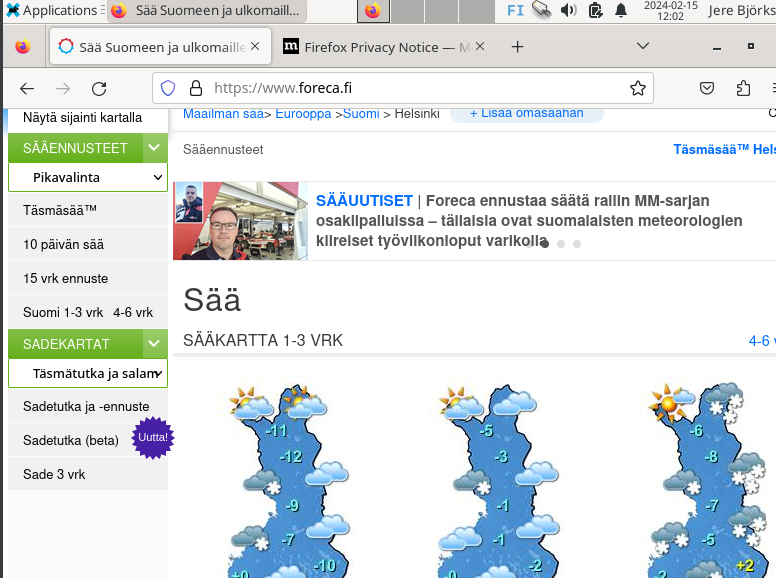 Applications
Sää Suomeen ja ulkomaill...
FI
2024-02-15
12:02
Jere Björks
Sää Suomeen ja ulkomaille
Firefox Privacy Notice — M
https://www.foreca.fi
Näytä sijainti kartalla
Maailman sää> Eurooppa >Suomi > Helsinki
+ Lisää omasäähän
SÄÄENNUSTEET
Sääennusteet
Täsmäsää™ Hels
Pikavalinta
Täsmäsää™
10 päivän sää
15 vrk ennuste
Suomi 1-3 vrk 4-6 vrk
SADEKARTAT
Täsmätutka ja salam
Sadetutka ja -ennuste
Sadetutka (beta)
Uutta!
Sade 3 vrk
SÄÄUUTISET | Foreca ennustaa säätä rallin MM-sarjan
osakilpailuissa – tällaisia ovat suomalaisten meteorologien
kiireiset työviikonloput varikolla
Sää
SÄÄKARTTA 1-3 VRK
4-6 v
-11 -5 -6
-12 -3 -8
-9 -1 -7
-7 -1 -5
+0 -10 -2 +2